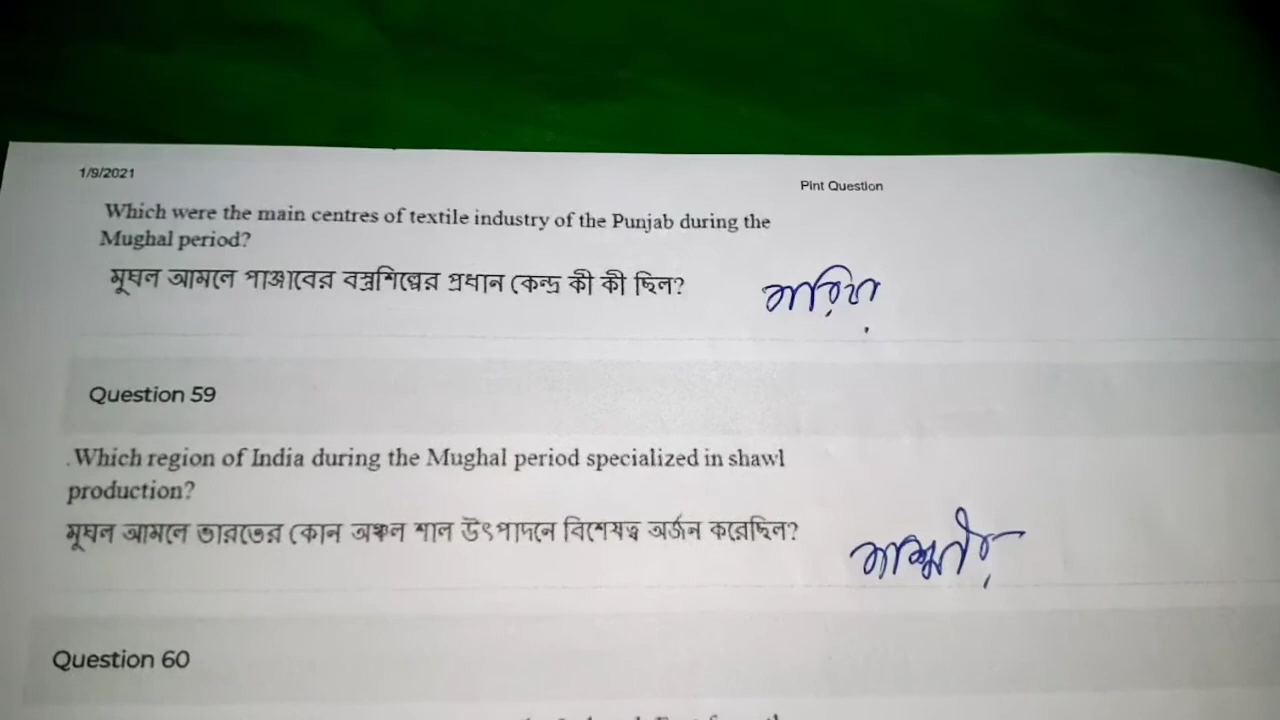 1/9/2021
Pint Question
Which were the main centres of textile industry of the Punjab during the
Mughal period?
মুঘল আমলে পাঞ্জাবের বস্ত্রশিল্পের প্রধান কেন্দ্র কী কী ছিল?
Question 59
.Which region of India during the Mughal period specialized in shawl
production?
মুঘল আমলে ভারতের কোন অঞ্চল শাল উৎপাদনে বিশেষত্ব অর্জন করেছিল?
কাশ্মীর
Question 60